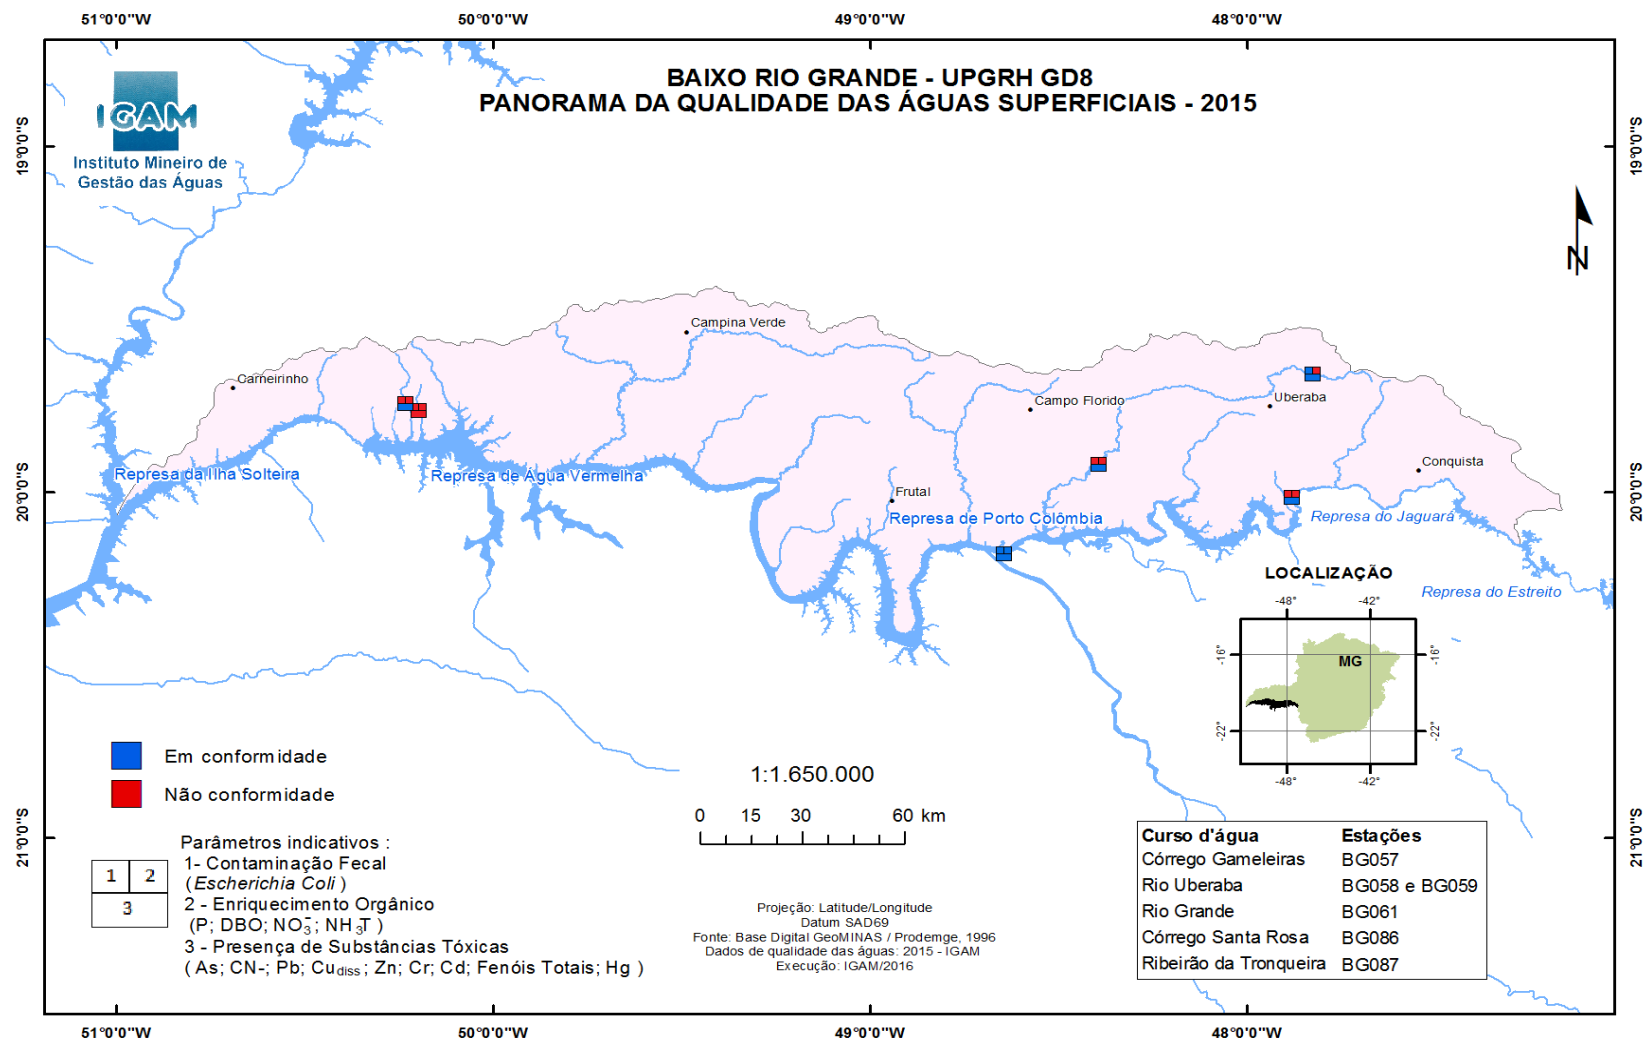 51°0'0"W 50°0'0"W 49°0'0"W 48°0'0"W
BAIXO RIO GRANDE - UPGRH GD8
PANORAMA DA QUALIDADE DAS ÁGUAS SUPERFICIAIS - 2015
IGAM
Instituto Mineiro de
Gestão das Águas
19°0'0"S
19°0'0"S
N
Campina Verde
Carneirinho
Campo Florido
Uberaba
Conquista
Frutal
Represa da Ilha Solteira
Represa de Água Vermelha
Represa de Porto Colômbia
Represa do Jaguará
Represa do Estreito
20°0'0"S
20°0'0"S
LOCALIZAÇÃO
-48° -42°
-16° -16°
MG
-22° -22°
-48° -42°
Em conformidade
Não conformidade
1:1.650.000
0 15 30 60 km
21°0'0"S
21°0'0"S
Parâmetros indicativos :
1 2
3
1- Contaminação Fecal
(Escherichia Coli )
2 - Enriquecimento Orgânico
(P; DBO; NO₃⁻; NH₃T )
3 - Presença de Substâncias Tóxicas
( As; CN-; Pb; Cu diss ; Zn; Cr; Cd; Fenóis Totais; Hg )
Projeção: Latitude/Longitude
Datum SAD69
Fonte: Base Digital GeoMINAS / Prodemge, 1996
Dados de qualidade das águas: 2015 - IGAM
Execução: IGAM/2016
Curso d'água Estações
Córrego Gameleiras BG057
Rio Uberaba BG058 e BG059
Rio Grande BG061
Córrego Santa Rosa BG086
Ribeirão da Tronqueira BG087
51°0'0"W 50°0'0"W 49°0'0"W 48°0'0"W